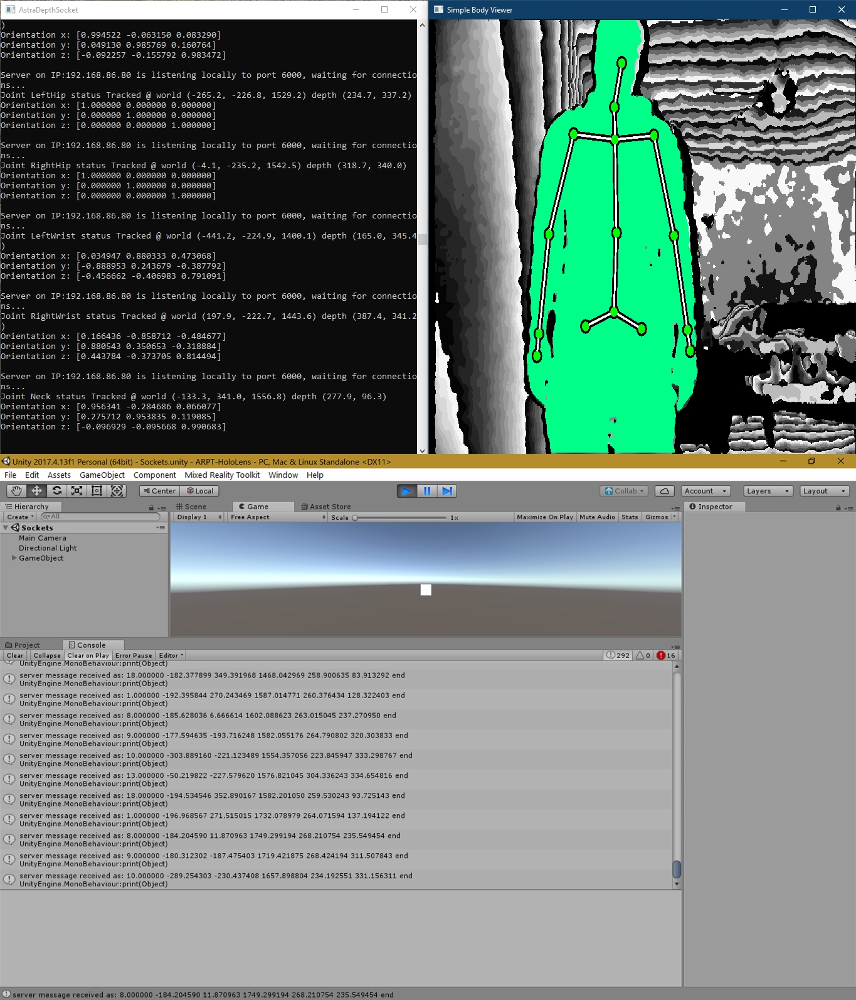 AstraDepthSocket
)
Orientation x: [0.994522 -0.063150 0.083290]
Orientation y: [0.049130 0.985769 0.160764]
Orientation z: [-0.092257 -0.155792 0.983472]
Server on IP:192.168.86.80 is listening locally to port 6000, waiting for connectio
ns...
Joint LeftHip status Tracked @ world (-265.2, -226.8, 1529.2) depth (234.7, 337.2)
Orientation x: [1.000000 0.000000 0.000000]
Orientation y: [0.000000 1.000000 0.000000]
Orientation z: [0.000000 0.000000 1.000000]
Server on IP:192.168.86.80 is listening locally to port 6000, waiting for connectio
ns...
Joint RightHip status Tracked @ world (-4.1, -235.2, 1542.5) depth (318.7, 340.0)
Orientation x: [1.000000 0.000000 0.000000]
Orientation y: [0.000000 1.000000 0.000000]
Orientation z: [0.000000 0.000000 1.000000]
Server on IP:192.168.86.80 is listening locally to port 6000, waiting for connectio
ns...
Joint LeftWrist status Tracked @ world (-441.2, -224.9, 1400.1) depth (165.0, 345.4
)
Orientation x: [0.034947 0.880333 0.473068]
Orientation y: [-0.888953 0.243679 -0.387792]
Orientation z: [-0.456662 -0.406983 0.791091]
Server on IP:192.168.86.80 is listening locally to port 6000, waiting for connectio
ns...
Joint RightWrist status Tracked @ world (197.9, -222.7, 1443.6) depth (387.4, 341.2
)
Orientation x: [0.166436 -0.858712 -0.484677]
Orientation y: [0.880543 0.350653 -0.318884]
Orientation z: [0.443784 -0.373705 0.814494]
Server on IP:192.168.86.80 is listening locally to port 6000, waiting for connectio
ns...
Joint Neck status Tracked @ world (-133.3, 341.0, 1556.8) depth (277.9, 96.3)
Orientation x: [0.956341 -0.284686 0.066077]
Orientation y: [0.275712 0.953835 0.119085]
Orientation z: [-0.096929 -0.095668 0.990683]
Simple Body Viewer
Unity 2017.4.13f1 Personal (64bit) - Sockets.unity - ARPT-HoloLens - PC, Mac & Linux Standalone <DX11>
File Edit Assets GameObject Component Mixed Reality Toolkit Window Help
Center Local Collab Account Layers Layout
Hierarchy
Create All
Sockets
Main Camera
Directional Light
GameObject
Scene Game Asset Store
Display 1 Free Aspect Scale 1x Maximize On Play Mute Audio Stats Gizmos
Inspector
Project Console
Clear Collapse Clear on Play Error Pause Editor 292 0 16
UnityEngine.MonoBehaviour:print(Object)
server message received as: 18.000000 -182.377899 349.391968 1468.042969 258.900635 83.913292 end
UnityEngine.MonoBehaviour:print(Object)
server message received as: 1.000000 -192.395844 270.243469 1587.014771 260.376434 128.322403 end
UnityEngine.MonoBehaviour:print(Object)
server message received as: 8.000000 -185.628036 6.666614 1602.088623 263.015045 237.270950 end
UnityEngine.MonoBehaviour:print(Object)
server message received as: 9.000000 -177.594635 -193.716248 1582.055176 264.790802 320.303833 end
UnityEngine.MonoBehaviour:print(Object)
server message received as: 10.000000 -303.889160 -221.123489 1554.357056 223.845947 333.298767 end
UnityEngine.MonoBehaviour:print(Object)
server message received as: 13.000000 -50.219822 -227.579620 1576.821045 304.336243 334.654816 end
UnityEngine.MonoBehaviour:print(Object)
server message received as: 18.000000 -194.534546 352.890167 1582.201050 259.530243 93.725143 end
UnityEngine.MonoBehaviour:print(Object)
server message received as: 1.000000 -196.968567 271.515015 1732.078979 264.071594 137.194122 end
UnityEngine.MonoBehaviour:print(Object)
server message received as: 8.000000 -184.204590 11.870963 1749.299194 268.210754 235.549454 end
UnityEngine.MonoBehaviour:print(Object)
server message received as: 9.000000 -180.312302 -187.475403 1719.421875 268.424194 311.507843 end
UnityEngine.MonoBehaviour:print(Object)
server message received as: 10.000000 -289.254303 -230.437408 1657.898804 234.192551 331.156311 end
UnityEngine.MonoBehaviour:print(Object)
server message received as: 8.000000 -184.204590 11.870963 1749.299194 268.210754 235.549454 end